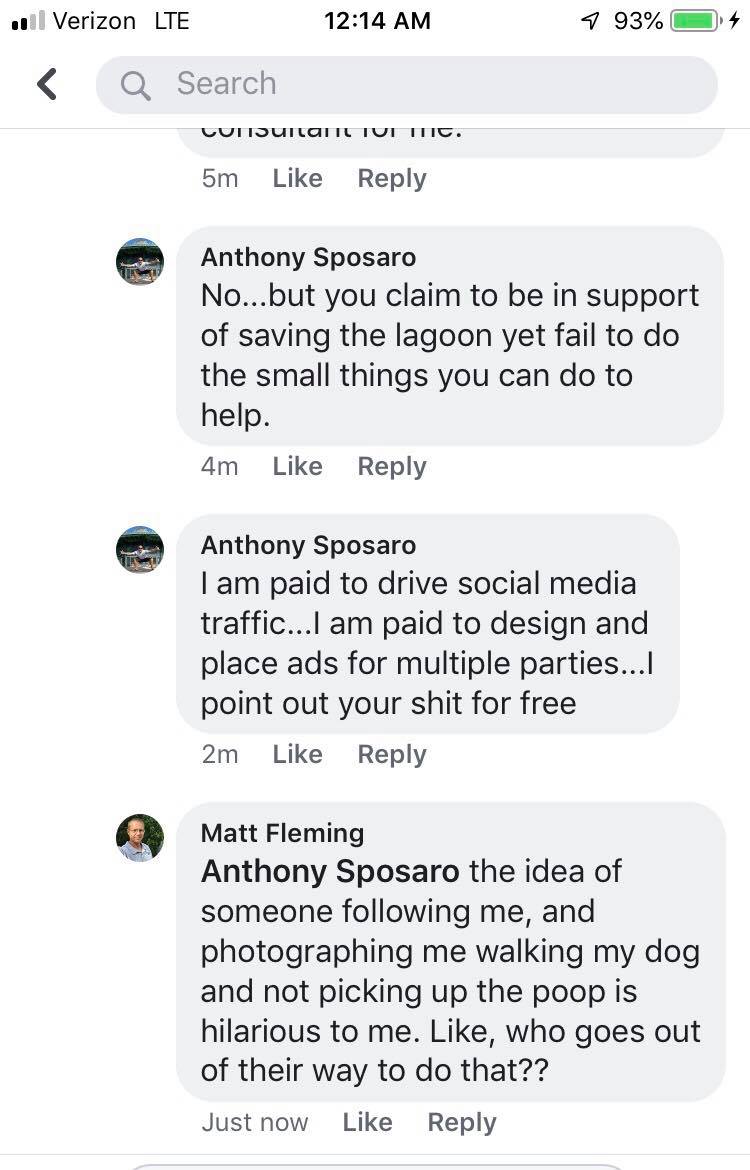 Verizon LTE 12:14 AM 93%
Search
consultant for me.
5m Like Reply
Anthony Sposaro
No...but you claim to be in support
of saving the lagoon yet fail to do
the small things you can do to
help.
4m Like Reply
Anthony Sposaro
I am paid to drive social media
traffic...I am paid to design and
place ads for multiple parties...I
point out your shit for free
2m Like Reply
Matt Fleming
Anthony Sposaro the idea of
someone following me, and
photographing me walking my dog
and not picking up the poop is
hilarious to me. Like, who goes out
of their way to do that??
Just now Like Reply